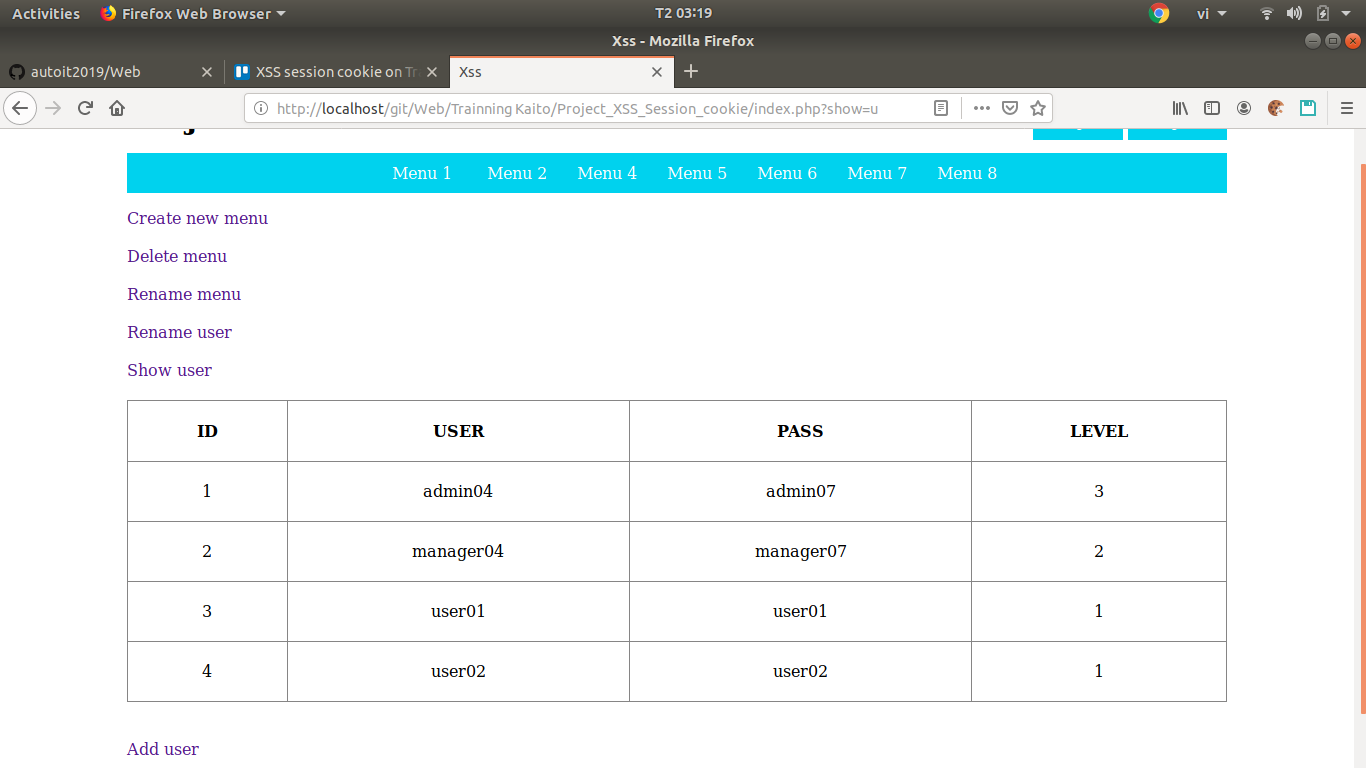 Activities Firefox Web Browser T2 03:19 vi
Xss - Mozilla Firefox
autoit2019/Web XSS session cookie on Tr Xss
http://localhost/git/Web/Trainning Kaito/Project_XSS_Session_cookie/index.php?show=u
Menu 1 Menu 2 Menu 4 Menu 5 Menu 6 Menu 7 Menu 8
Create new menu
Delete menu
Rename menu
Rename user
Show user
ID USER PASS LEVEL
1 admin04 admin07 3
2 manager04 manager07 2
3 user01 user01 1
4 user02 user02 1
Add user